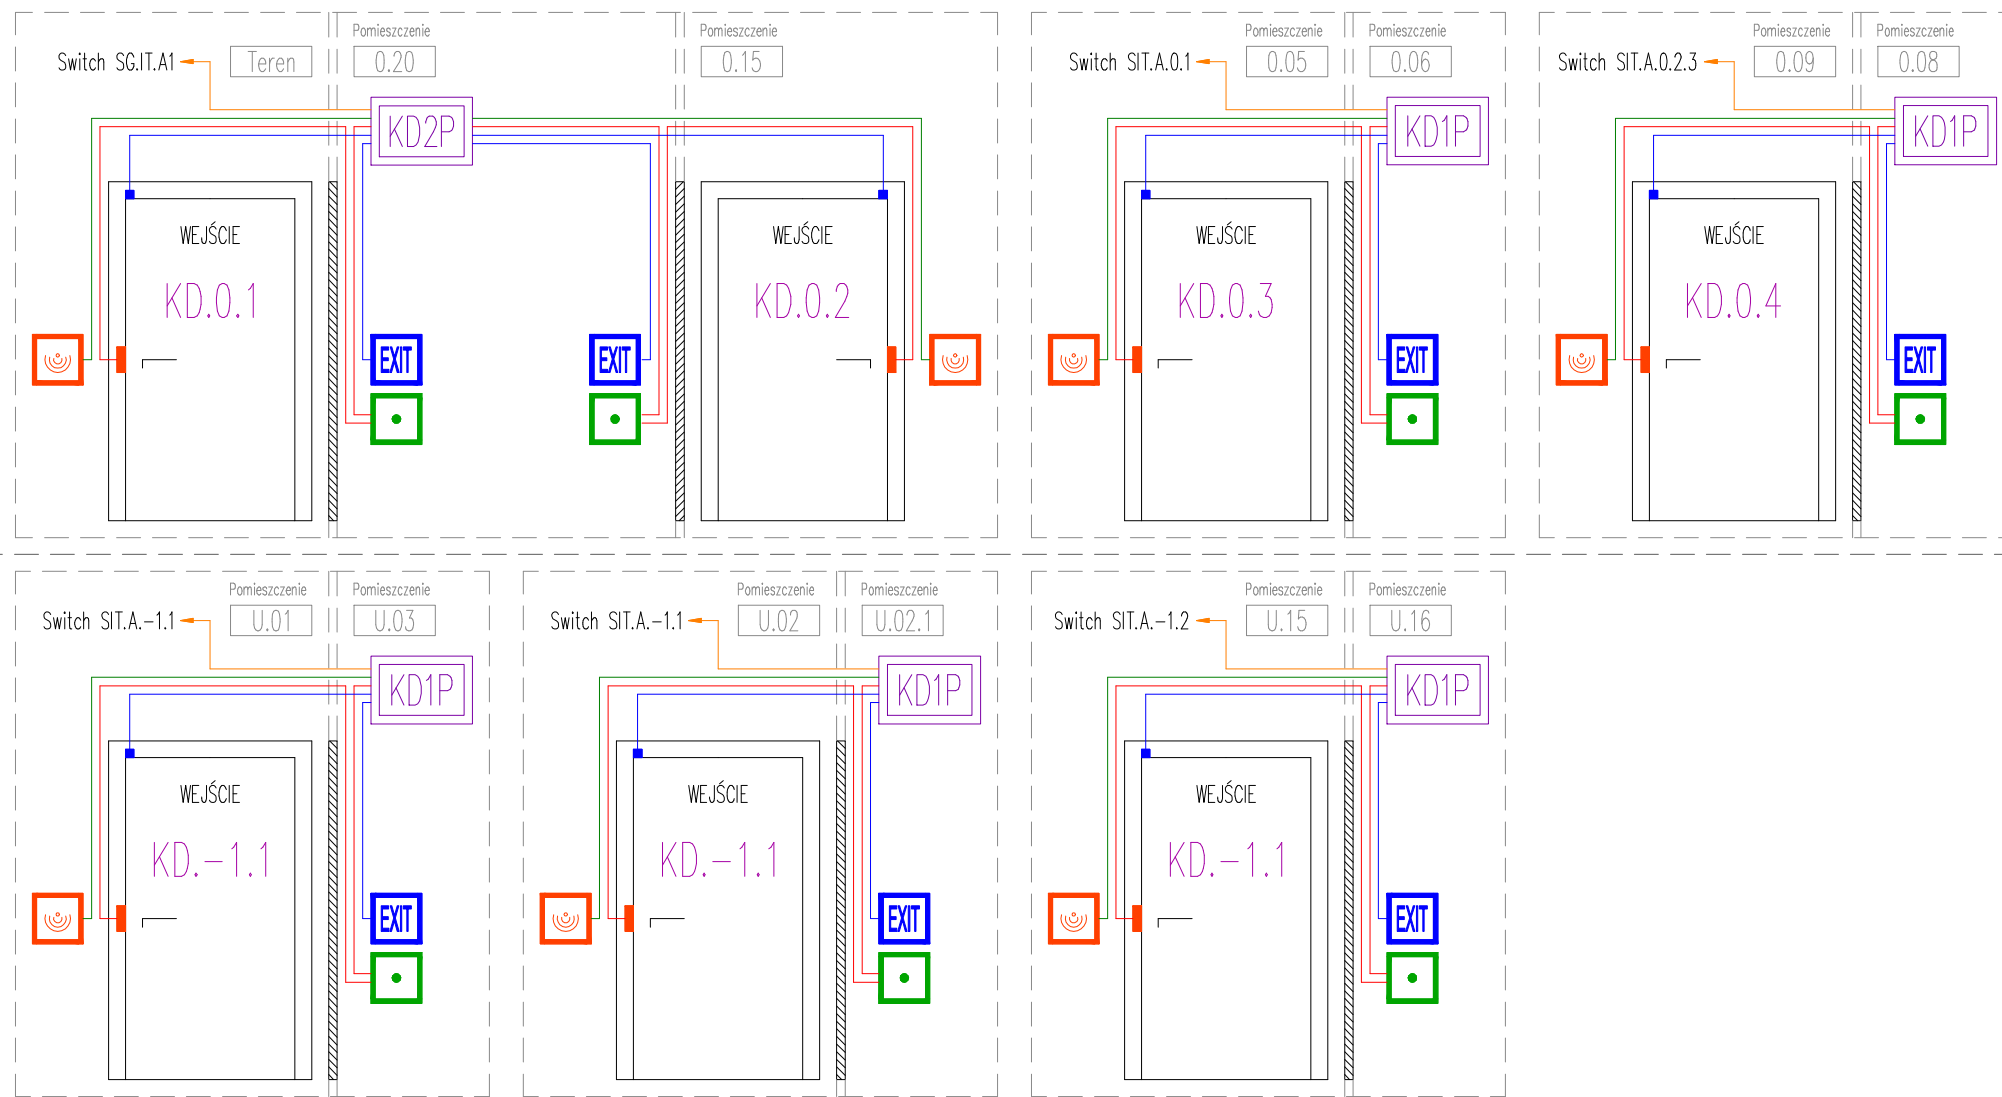 Pomieszczenie
Pomieszczenie
Switch SG.IT.A1
Teren
0.20
0.15
KD2P
WEJŚCIE
KD.0.1
EXIT
EXIT
WEJŚCIE
KD.0.2
Pomieszczenie
Pomieszczenie
Switch SIT.A.0.1
0.05
0.06
KD1P
WEJŚCIE
KD.0.3
EXIT
Pomieszczenie
Pomieszczenie
Switch SIT.A.0.2.3
0.09
0.08
KD1P
WEJŚCIE
KD.0.4
EXIT
Pomieszczenie
Pomieszczenie
Switch SIT.A.-1.1
U.01
U.03
KD1P
WEJŚCIE
KD.-1.1
EXIT
Pomieszczenie
Pomieszczenie
Switch SIT.A.-1.1
U.02
U.02.1
KD1P
WEJŚCIE
KD.-1.1
EXIT
Pomieszczenie
Pomieszczenie
Switch SIT.A.-1.2
U.15
U.16
KD1P
WEJŚCIE
KD.-1.1
EXIT